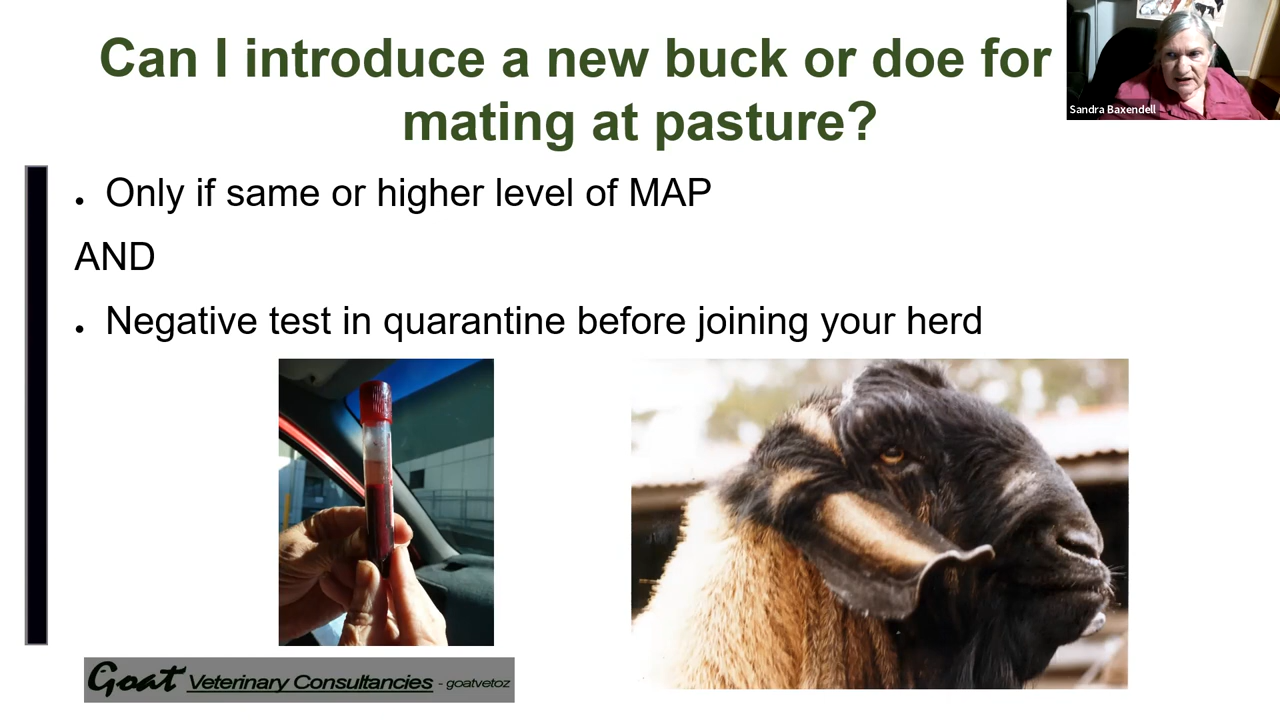 Can I introduce a new buck or doe for
mating at pasture?
Sandra Baxendell
• Only if same or higher level of MAP
AND
• Negative test in quarantine before joining your herd
Goat Veterinary Consultancies - goatvetoz